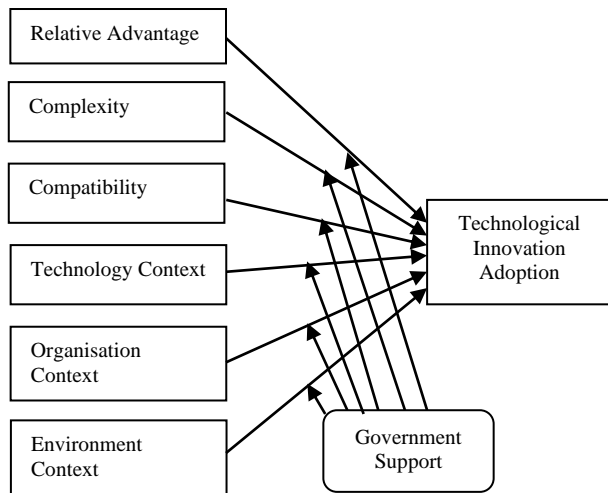 Relative Advantage
Complexity
Compatibility
Technology Context
Organisation
Context
Environment
Context
Technological
Innovation
Adoption
Government
Support